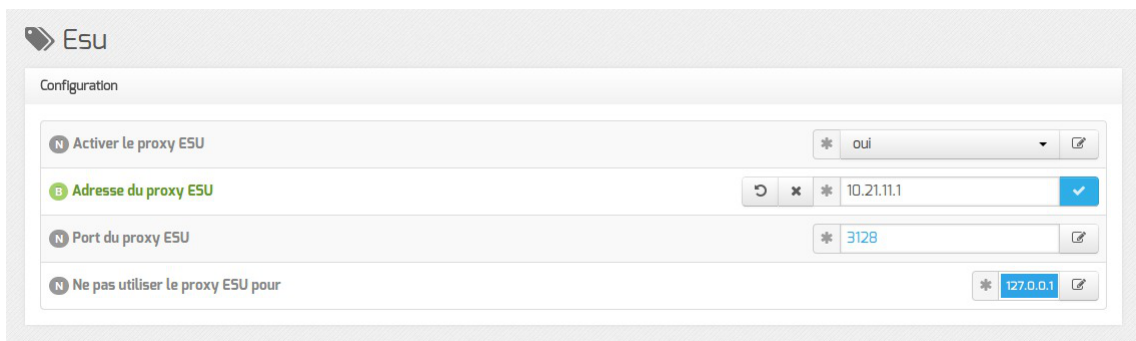 Esu
Configuration
N Activer le proxy ESU * oui
B Adresse du proxy ESU * 10.21.11.1
N Port du proxy ESU * 3128
N Ne pas utiliser le proxy ESU pour * 127.0.0.1